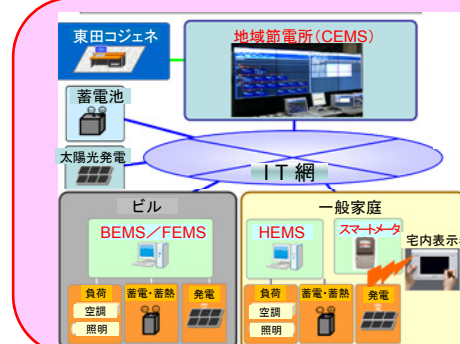 東田コジェネ
地域節電所(CEMS)
蓄電池
太陽光発電
IT網
ビル
BEMS／FEMS
負荷
空調
照明
蓄電・蓄熱
発電
一般家庭
HEMS
スマートメータ
宅内表示
負荷
空調
照明
蓄電・蓄熱
発電